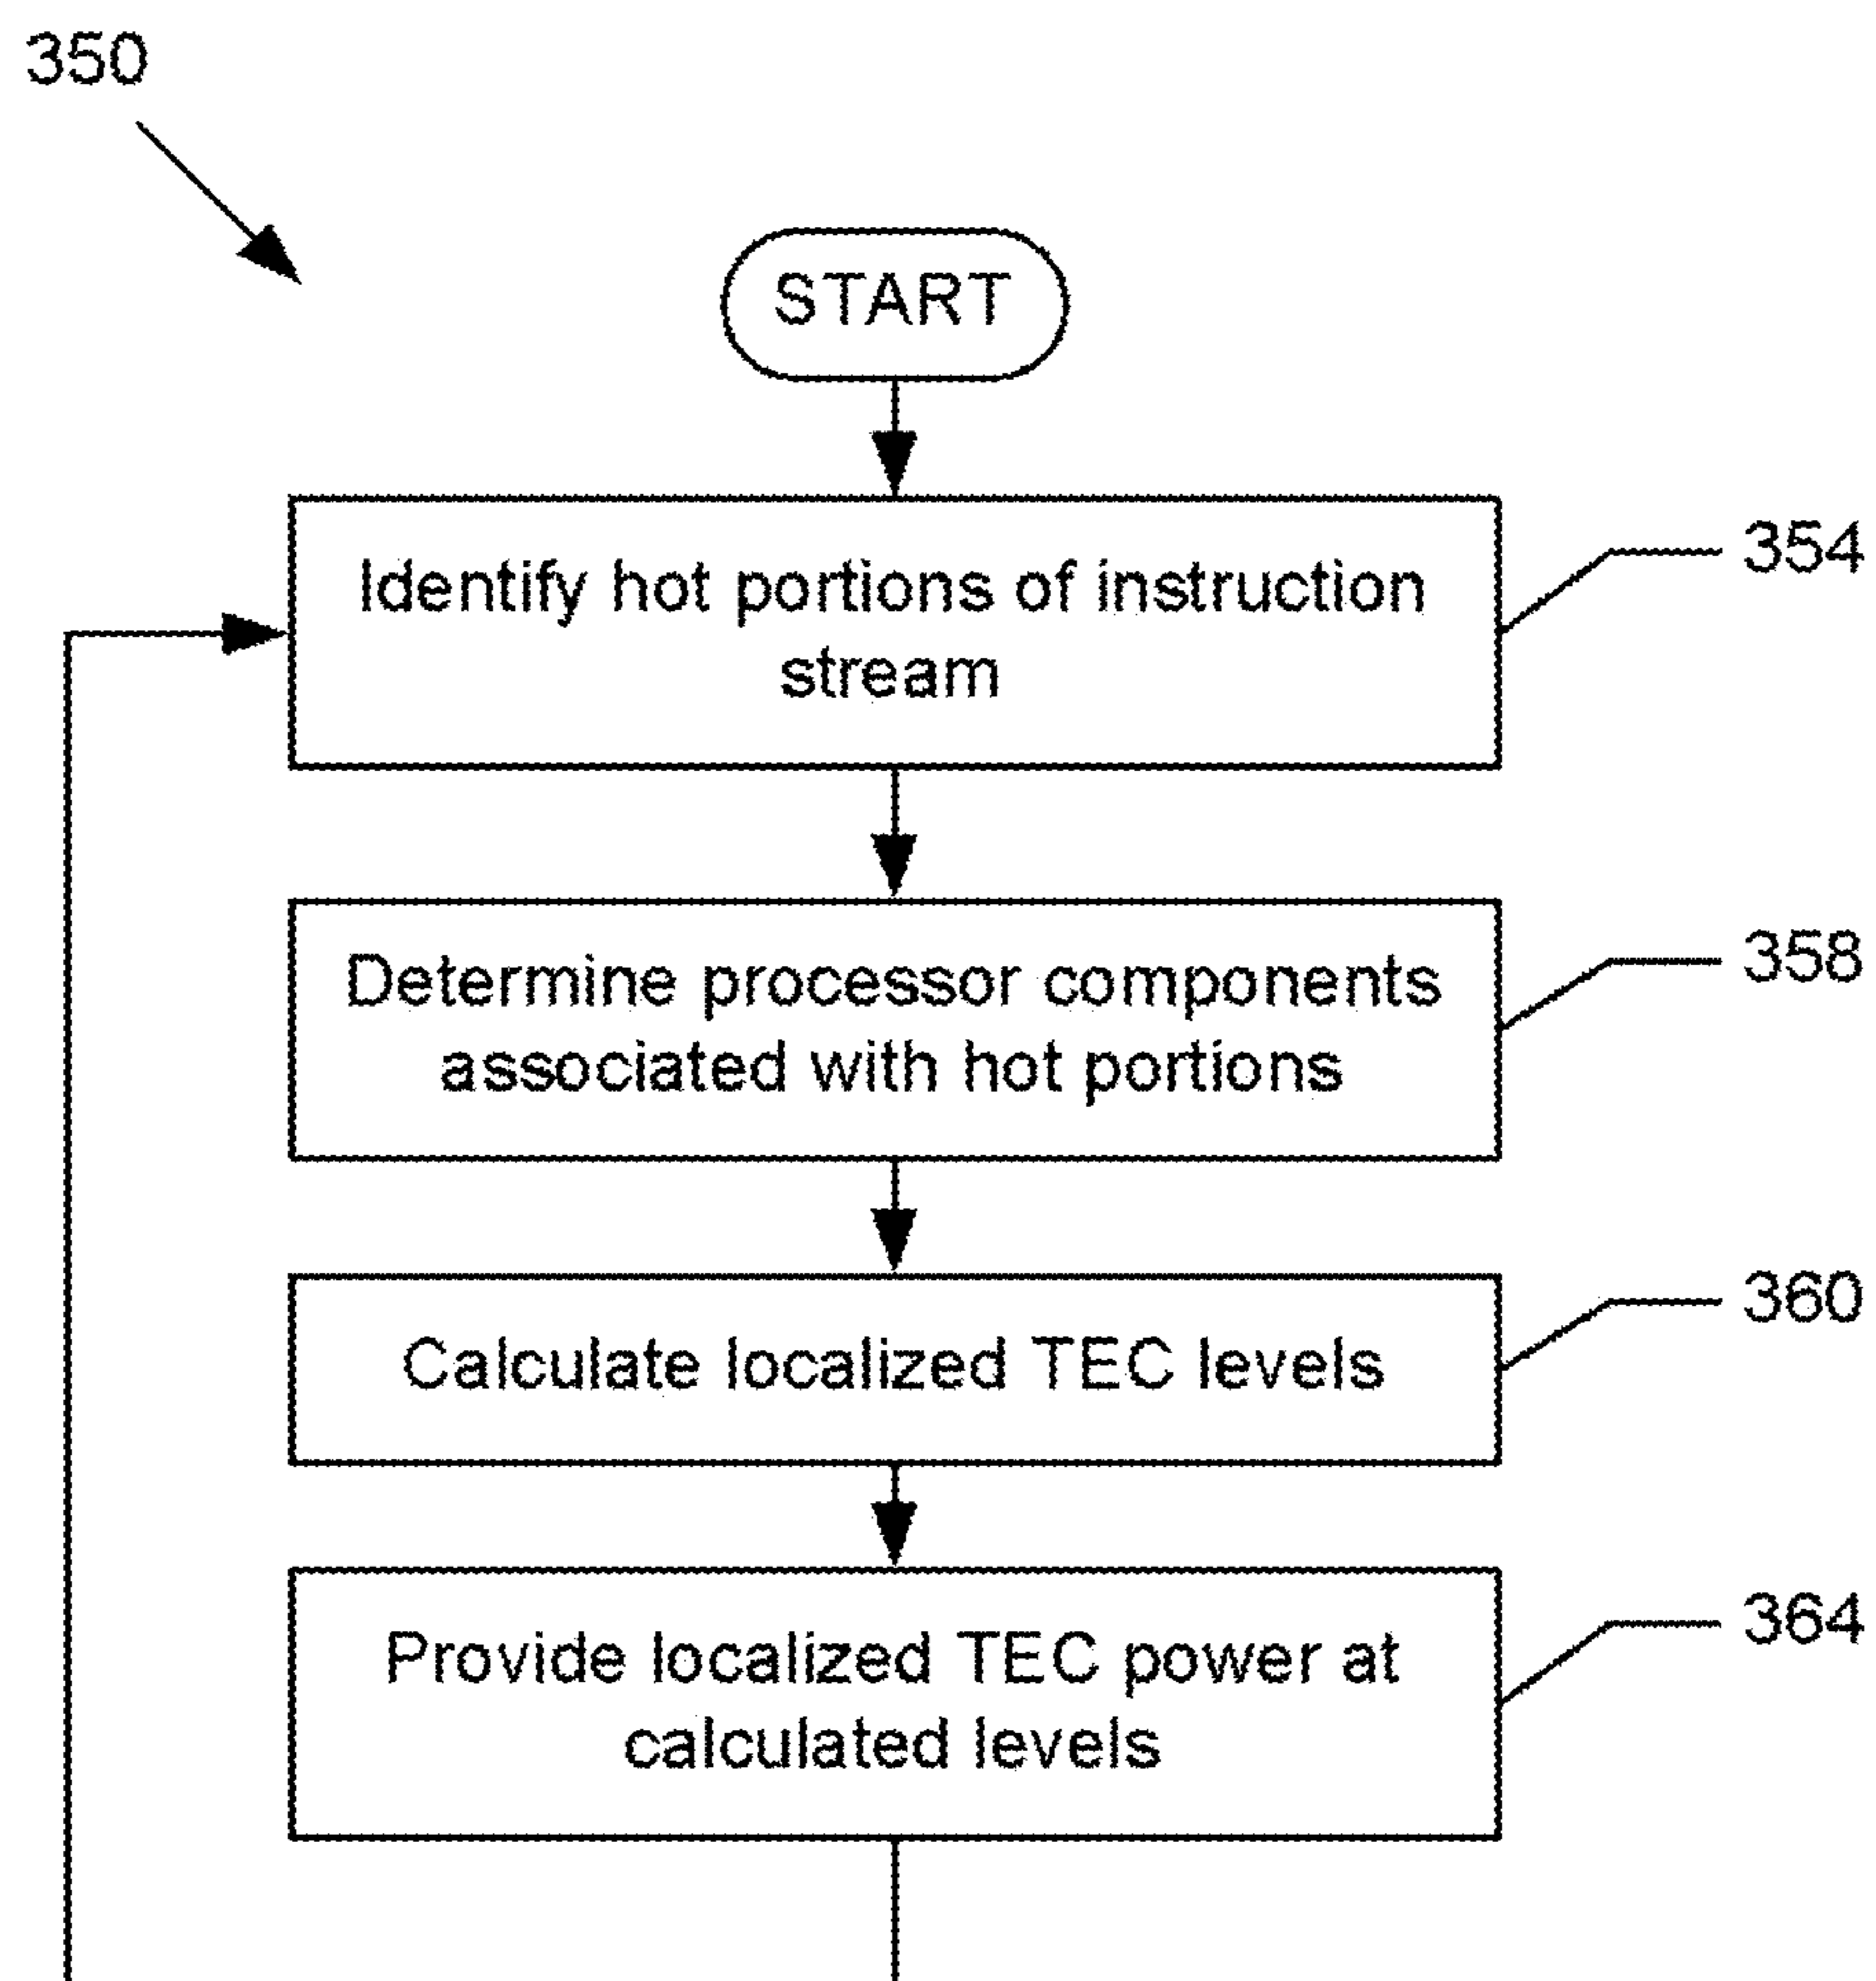 350
START
Identify hot portions of instruction
stream
354
Determine processor components
associated with hot portions
358
Calculate localized TEC levels
360
Provide localized TEC power at
calculated levels
364